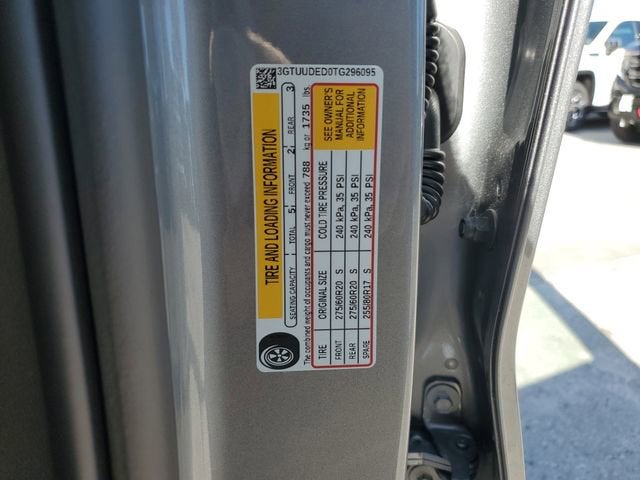 3GTUUDED0TG296095
TIRE AND LOADING INFORMATION
SEATING CAPACITY TOTAL 5 FRONT 2 REAR 3
The combined weight of occupants and cargo must never exceed 788 kg or 1735 lbs.
TIRE ORIGINAL SIZE COLD TIRE PRESSURE
FRONT 275/60R20 S 240 kPa, 35 PSI
REAR 275/60R20 S 240 kPa, 35 PSI
SPARE 255/80R17 S 240 kPa, 35 PSI
SEE OWNER'S
MANUAL FOR
ADDITIONAL
INFORMATION